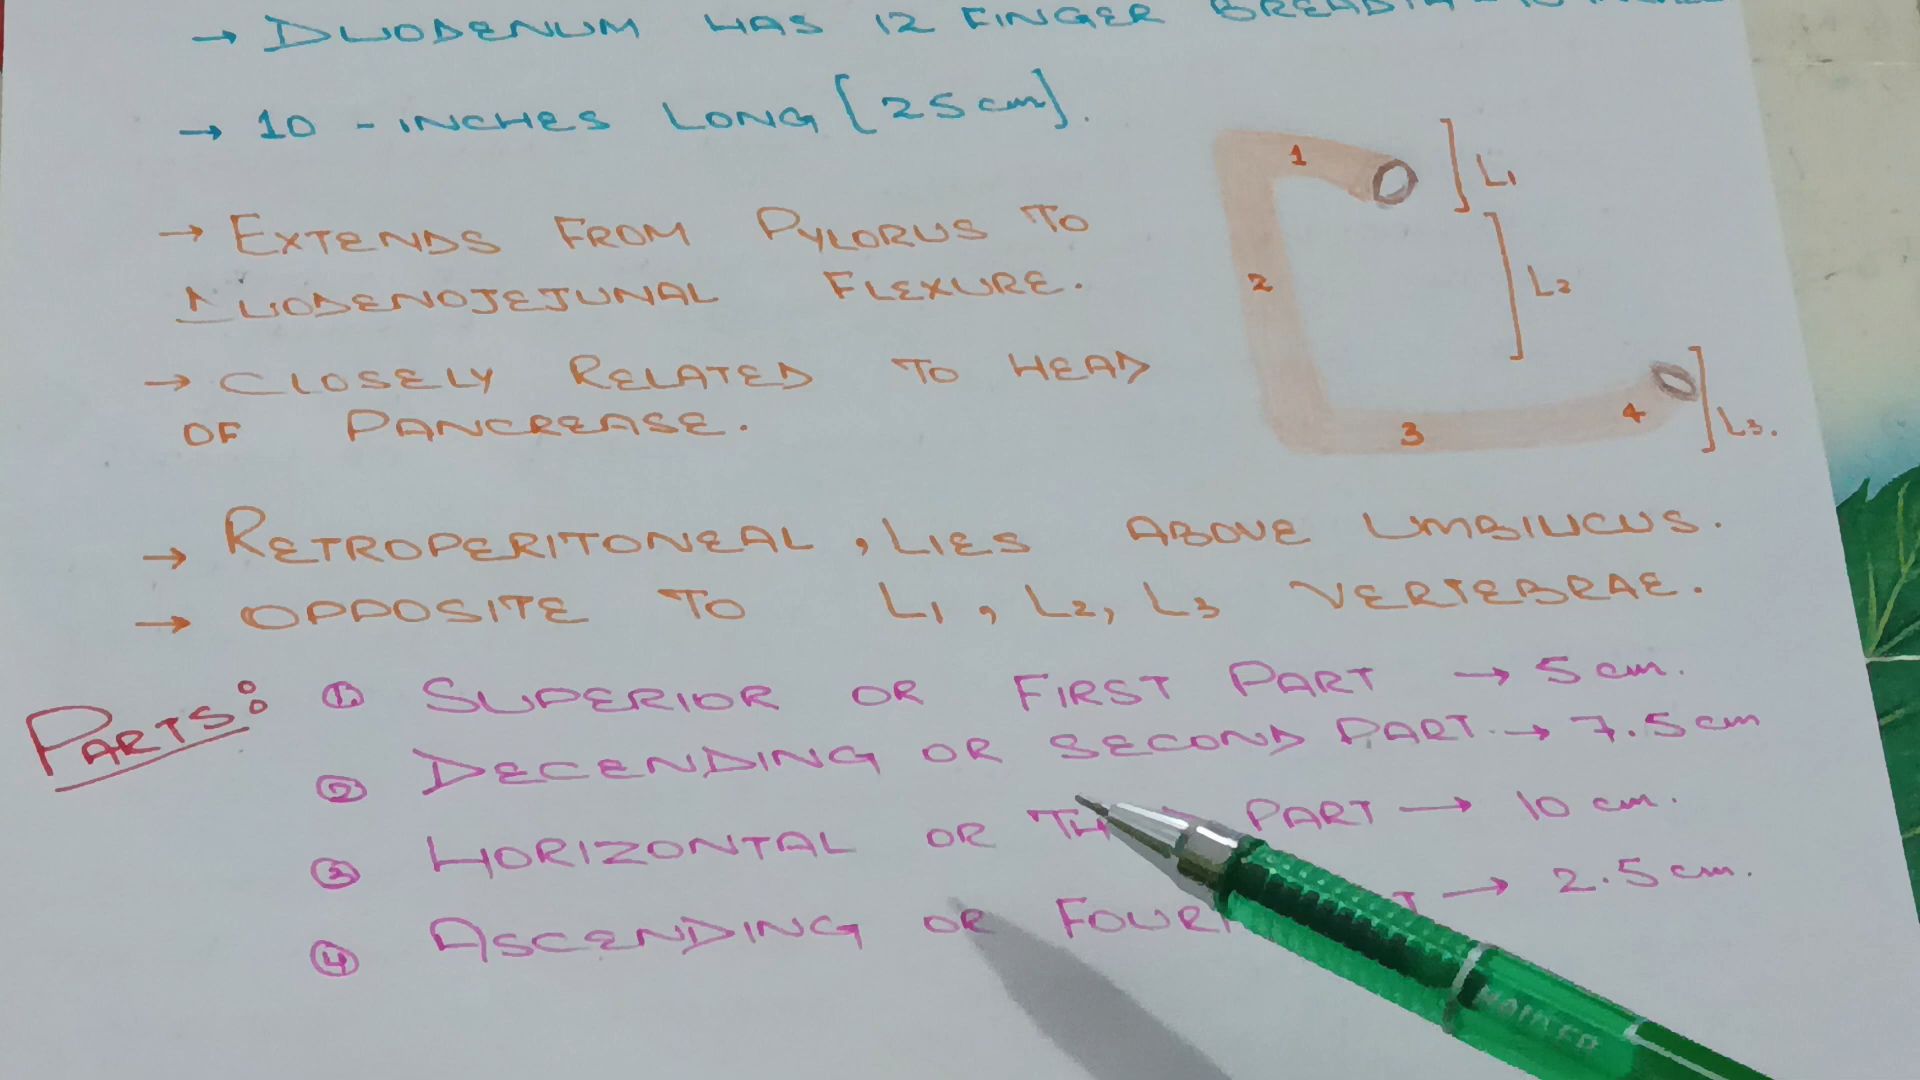 → DUODENUM HAS 12 FINGER BREADTH
→ 10 - INCHES LONG [25 cm].
→ EXTENDS FROM PYLORUS TO
DUODENOJEJUNAL FLEXURE.
→ CLOSELY RELATED TO HEAD
OF PANCREASE.
1
L1
2
L2
3
4
L3.
→ RETROPERITONEAL, LIES ABOVE UMBILICUS.
→ OPPOSITE TO L1, L2, L3 VERTEBRAE.
PARTS:
① SUPERIOR OR FIRST PART → 5 cm.
② DECENDING OR SECOND PART. → 7.5 cm
③ HORIZONTAL OR PART → 10 cm.
④ ASCENDING OR → 2.5 cm.